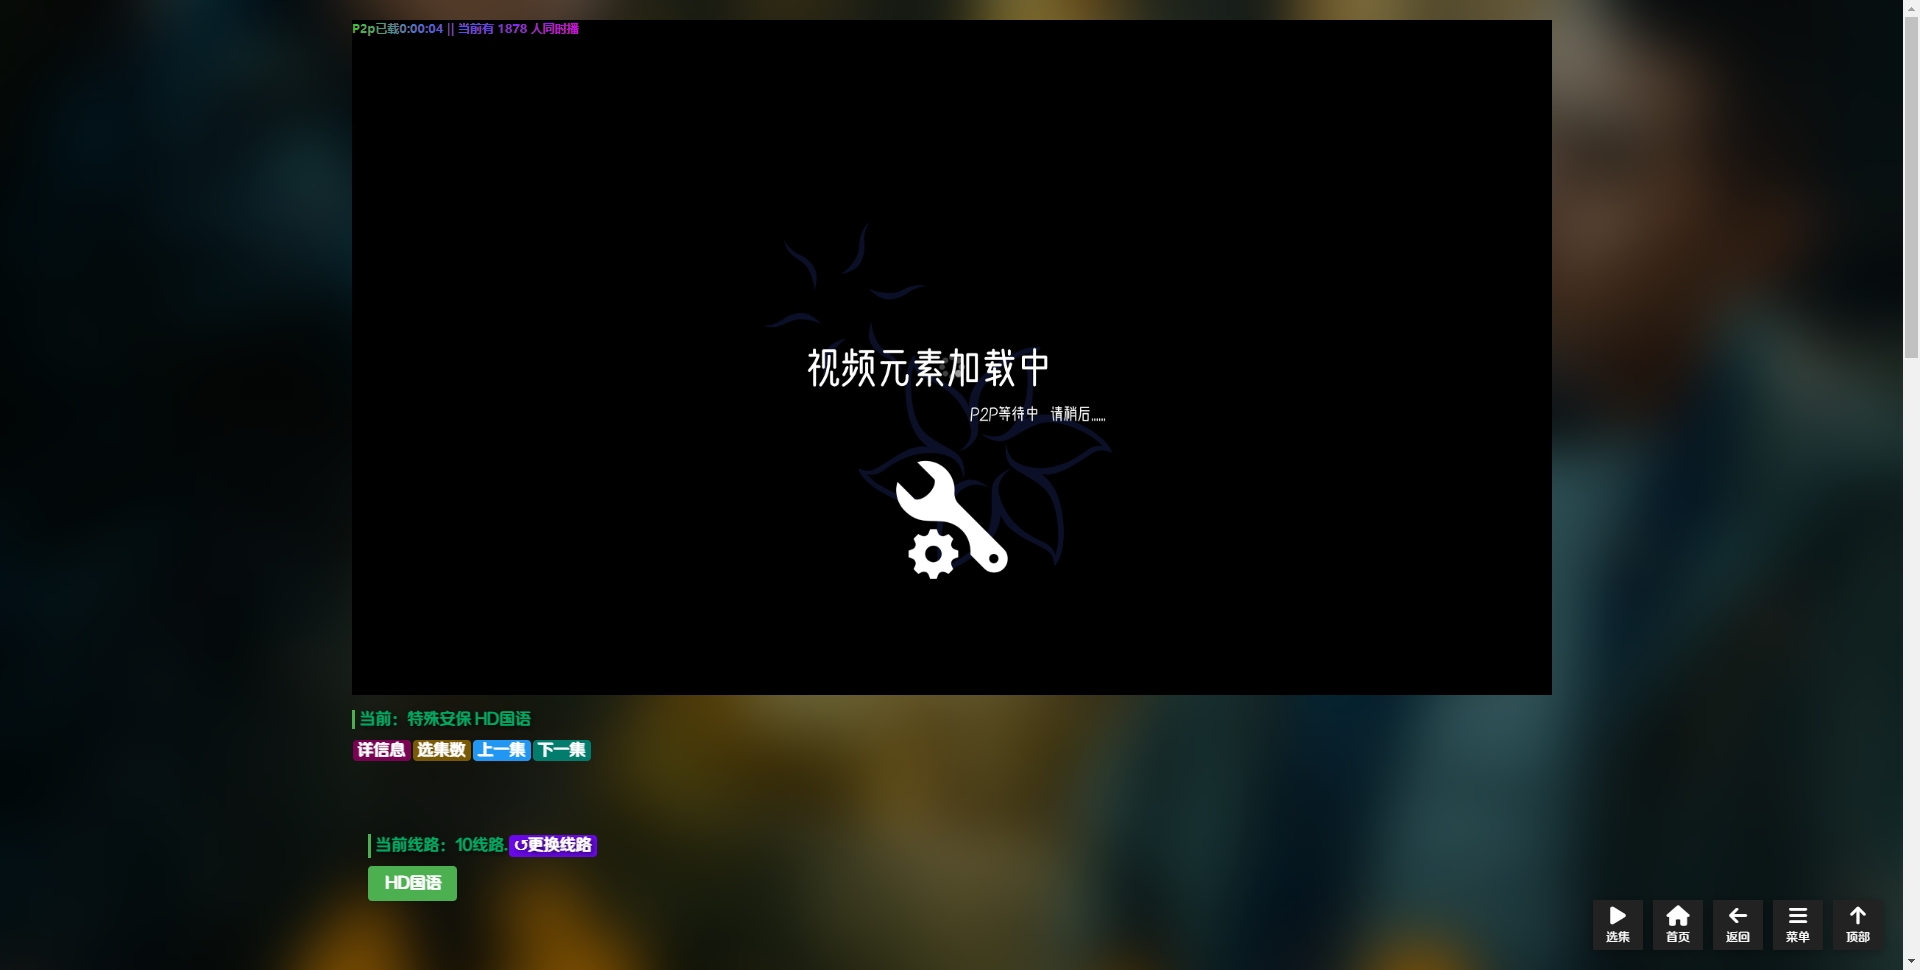 P2p已载0:00:04 || 当前有 1878 人同时播
视频元素加载中
P2P等待中 请稍后......
当前：特殊安保 HD国语
详信息 选集数 上一集 下一集
当前线路：10线路. ↺更换线路
HD国语
选集 首页 返回 菜单 顶部